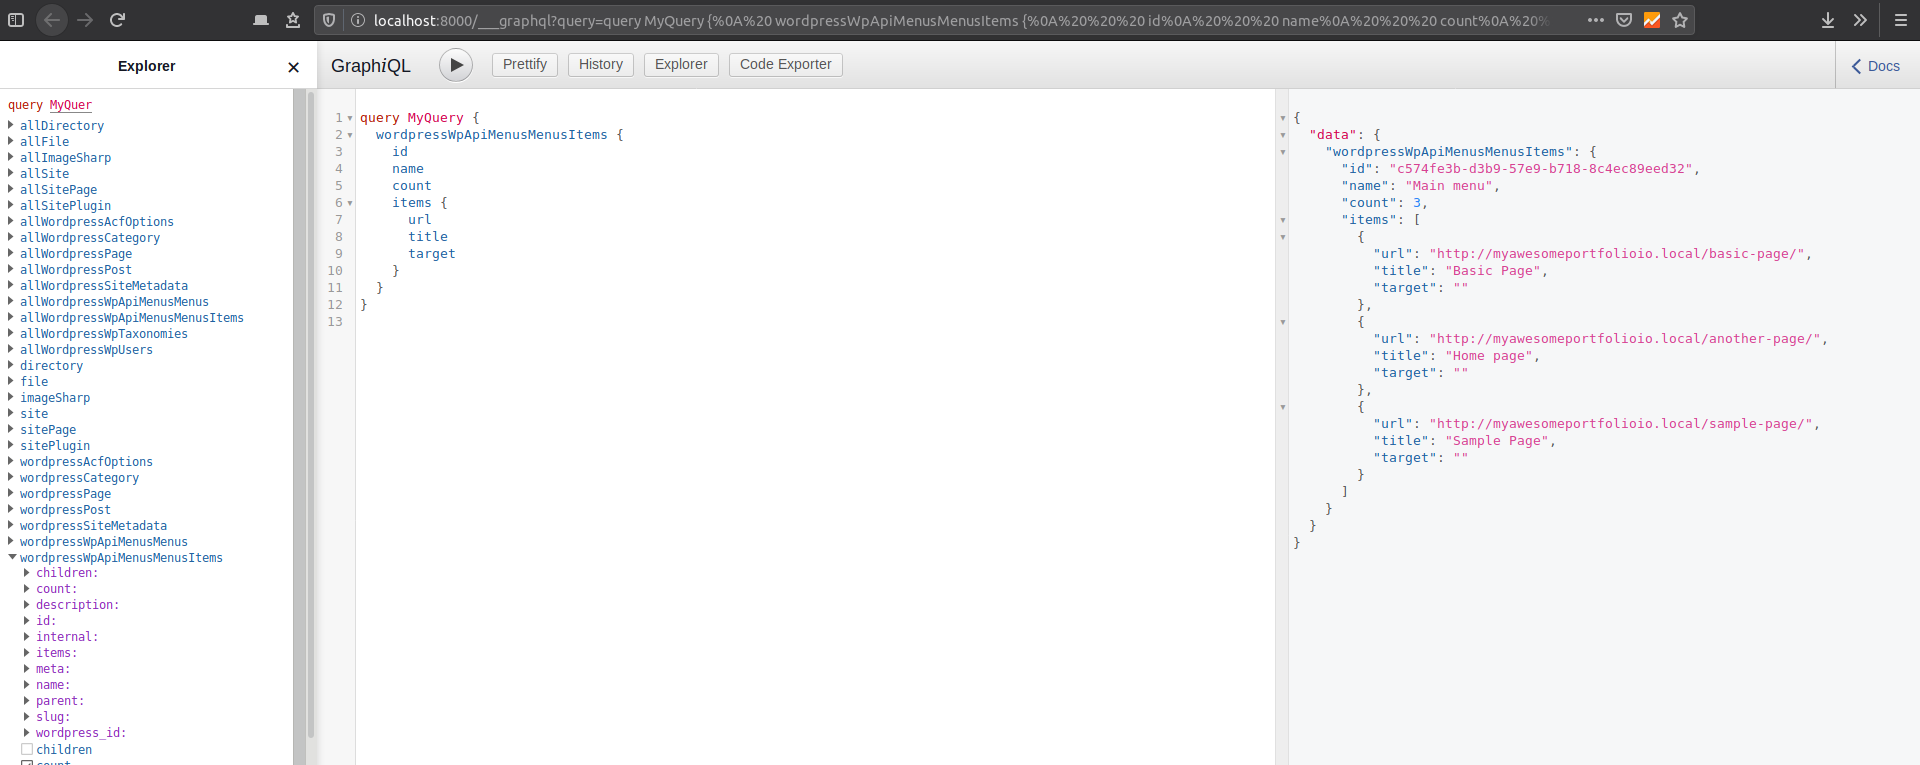 localhost:8000/___graphql?query=query MyQuery {%0A%20 wordpressWpApiMenusMenusItems {%0A%20%20%20 id%0A%20%20%20 name%0A%20%20%20 count%0A%20%20%
Explorer
GraphiQL
Prettify
History
Explorer
Code Exporter
Docs
query MyQuer
allDirectory
allFile
allImageSharp
allSite
allSitePage
allSitePlugin
allWordpressAcfOptions
allWordpressCategory
allWordpressPage
allWordpressPost
allWordpressSiteMetadata
allWordpressWpApiMenusMenus
allWordpressWpApiMenusMenusItems
allWordpressWpTaxonomies
allWordpressWpUsers
directory
file
imageSharp
site
sitePage
sitePlugin
wordpressAcfOptions
wordpressCategory
wordpressPage
wordpressPost
wordpressSiteMetadata
wordpressWpApiMenusMenus
wordpressWpApiMenusMenusItems
children:
count:
description:
id:
internal:
items:
meta:
name:
parent:
slug:
wordpress_id:
children
count
1 query MyQuery {
2 wordpressWpApiMenusMenusItems {
3 id
4 name
5 count
6 items {
7 url
8 title
9 target
10 }
11 }
12 }
13
{
"data": {
"wordpressWpApiMenusMenusItems": {
"id": "c574fe3b-d3b9-57e9-b718-8c4ec89eed32",
"name": "Main menu",
"count": 3,
"items": [
{
"url": "http://myawesomeportfolioio.local/basic-page/",
"title": "Basic Page",
"target": ""
},
{
"url": "http://myawesomeportfolioio.local/another-page/",
"title": "Home page",
"target": ""
},
{
"url": "http://myawesomeportfolioio.local/sample-page/",
"title": "Sample Page",
"target": ""
}
]
}
}
}